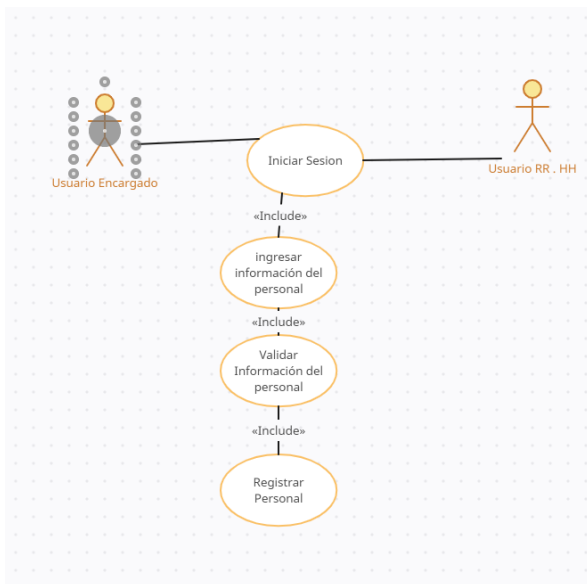 Iniciar Sesion
Usuario Encargado
Usuario RR . HH
«Include»
ingresar
información del
personal
«Include»
Validar
Información del
personal
«Include»
Registrar
Personal